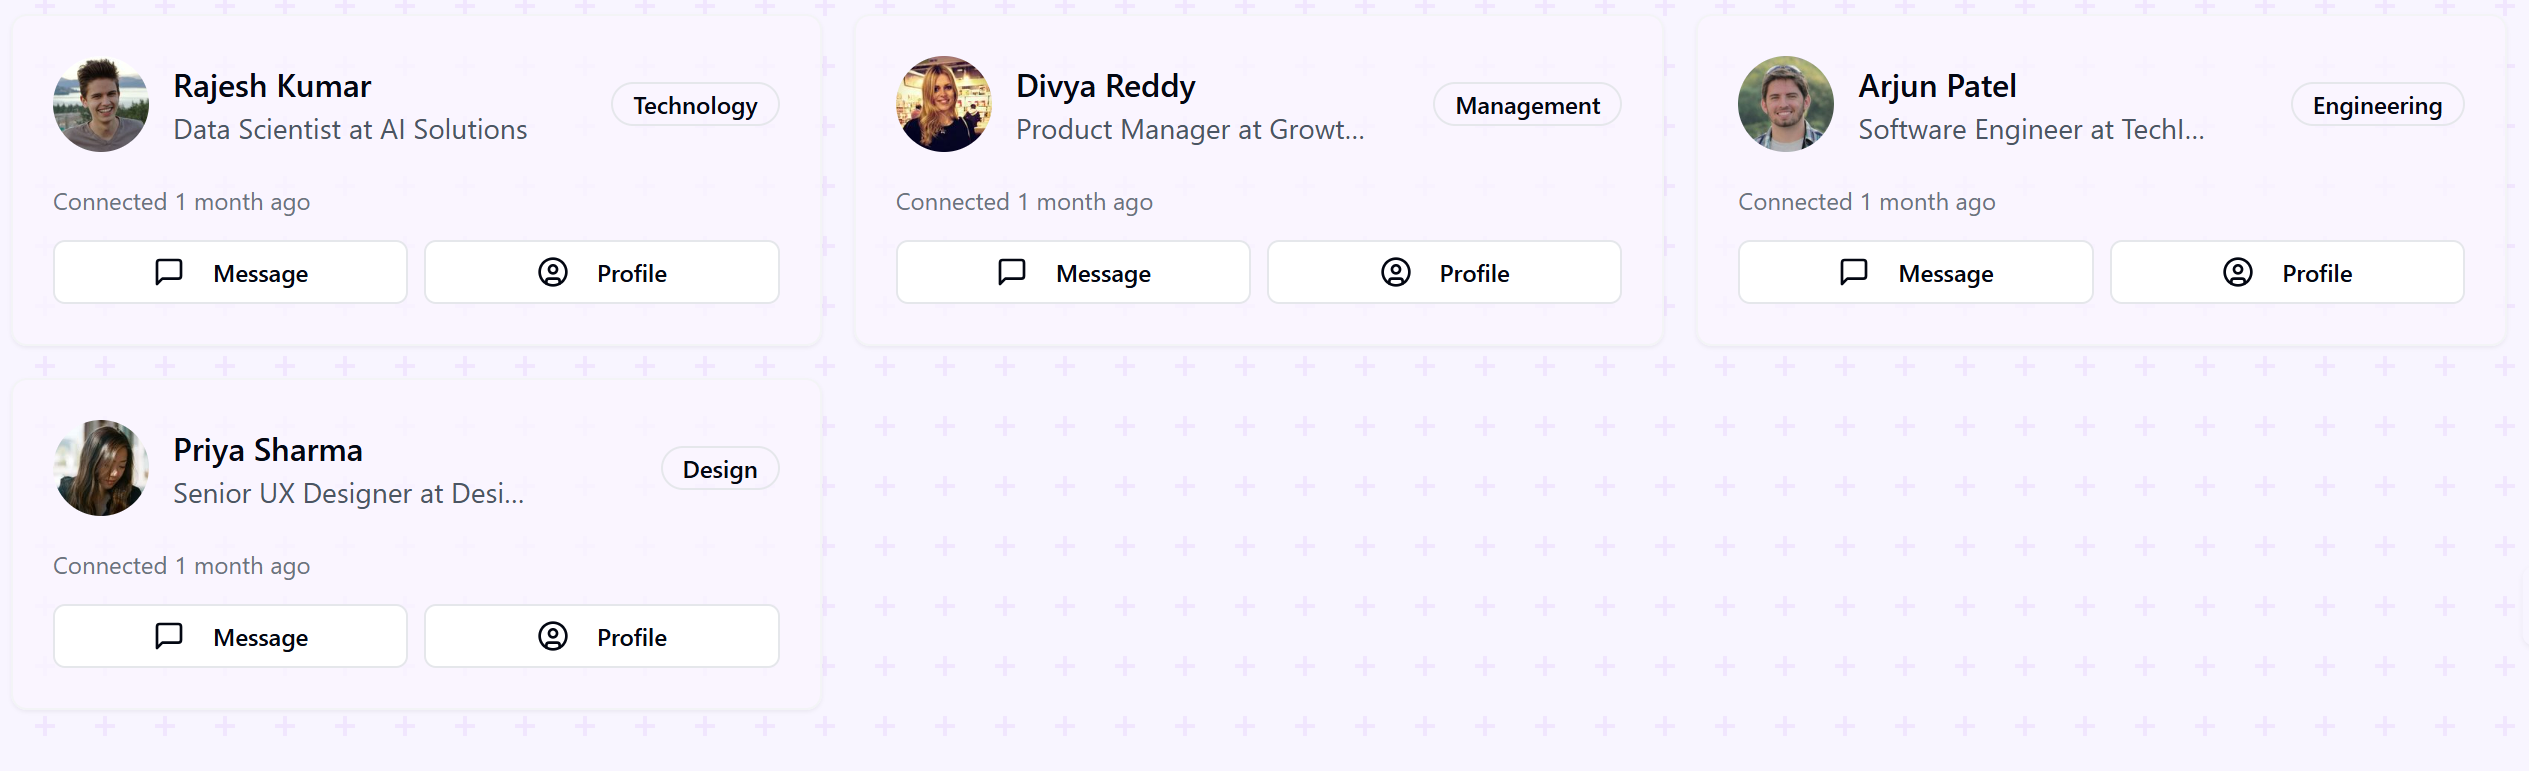 Rajesh Kumar
Data Scientist at AI Solutions
Technology
Connected 1 month ago
Message
Profile
Divya Reddy
Product Manager at Growt...
Management
Connected 1 month ago
Message
Profile
Arjun Patel
Software Engineer at TechI...
Engineering
Connected 1 month ago
Message
Profile
Priya Sharma
Senior UX Designer at Desi...
Design
Connected 1 month ago
Message
Profile